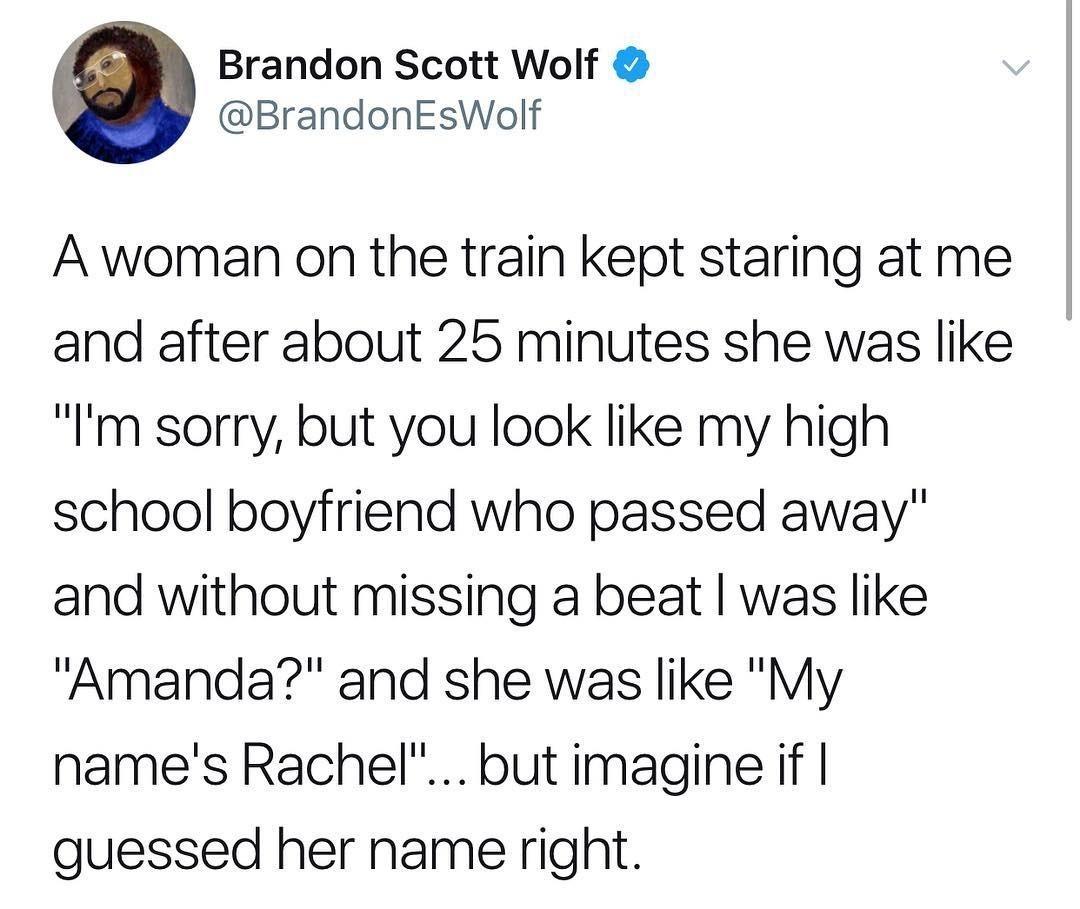 Brandon Scott Wolf
@BrandonEsWolf
A woman on the train kept staring at me
and after about 25 minutes she was like
"I'm sorry, but you look like my high
school boyfriend who passed away"
and without missing a beat I was like
"Amanda?" and she was like "My
name's Rachel"... but imagine if I
guessed her name right.